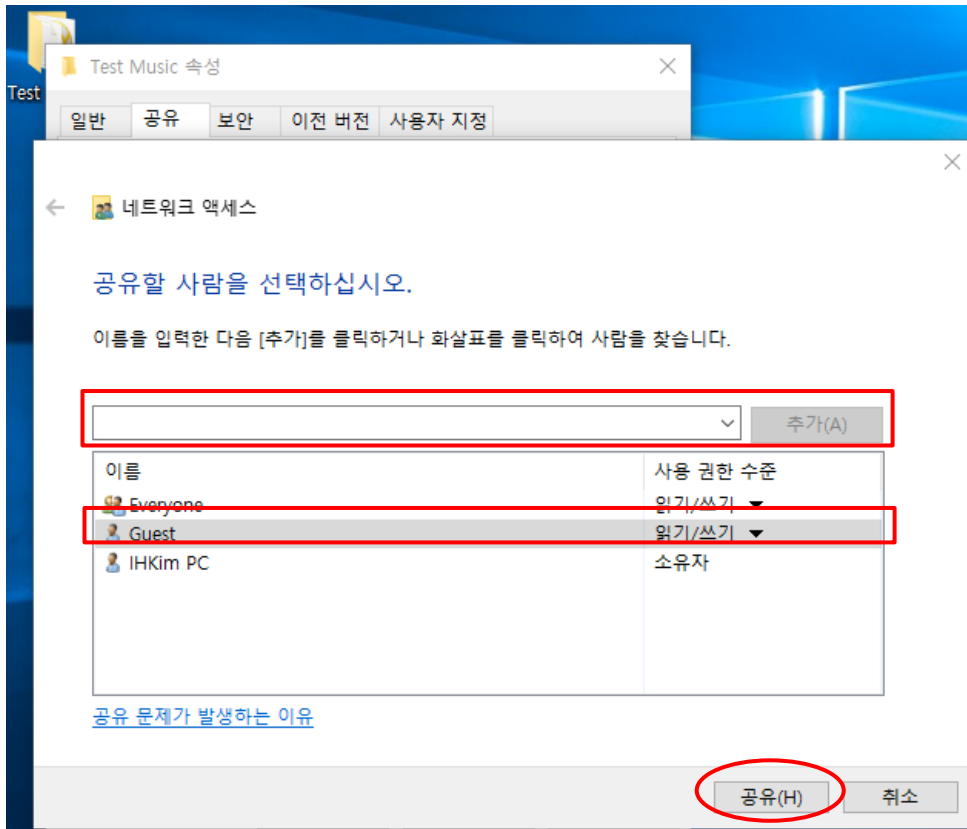 Test
Test Music 속성
일반 공유 보안 이전 버전 사용자 지정
네트워크 액세스
공유할 사람을 선택하십시오.
이름을 입력한 다음 [추가]를 클릭하거나 화살표를 클릭하여 사람을 찾습니다.
추가(A)
이름 사용 권한 수준
Everyone 읽기/쓰기
Guest 읽기/쓰기
IHKim PC 소유자
공유 문제가 발생하는 이유
공유(H) 취소